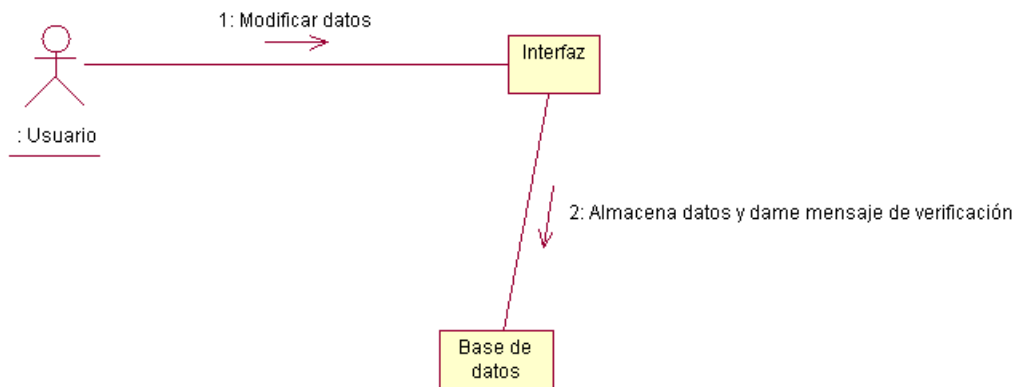 1: Modificar datos
Interfaz
: Usuario
2: Almacena datos y dame mensaje de verificación
Base de
datos